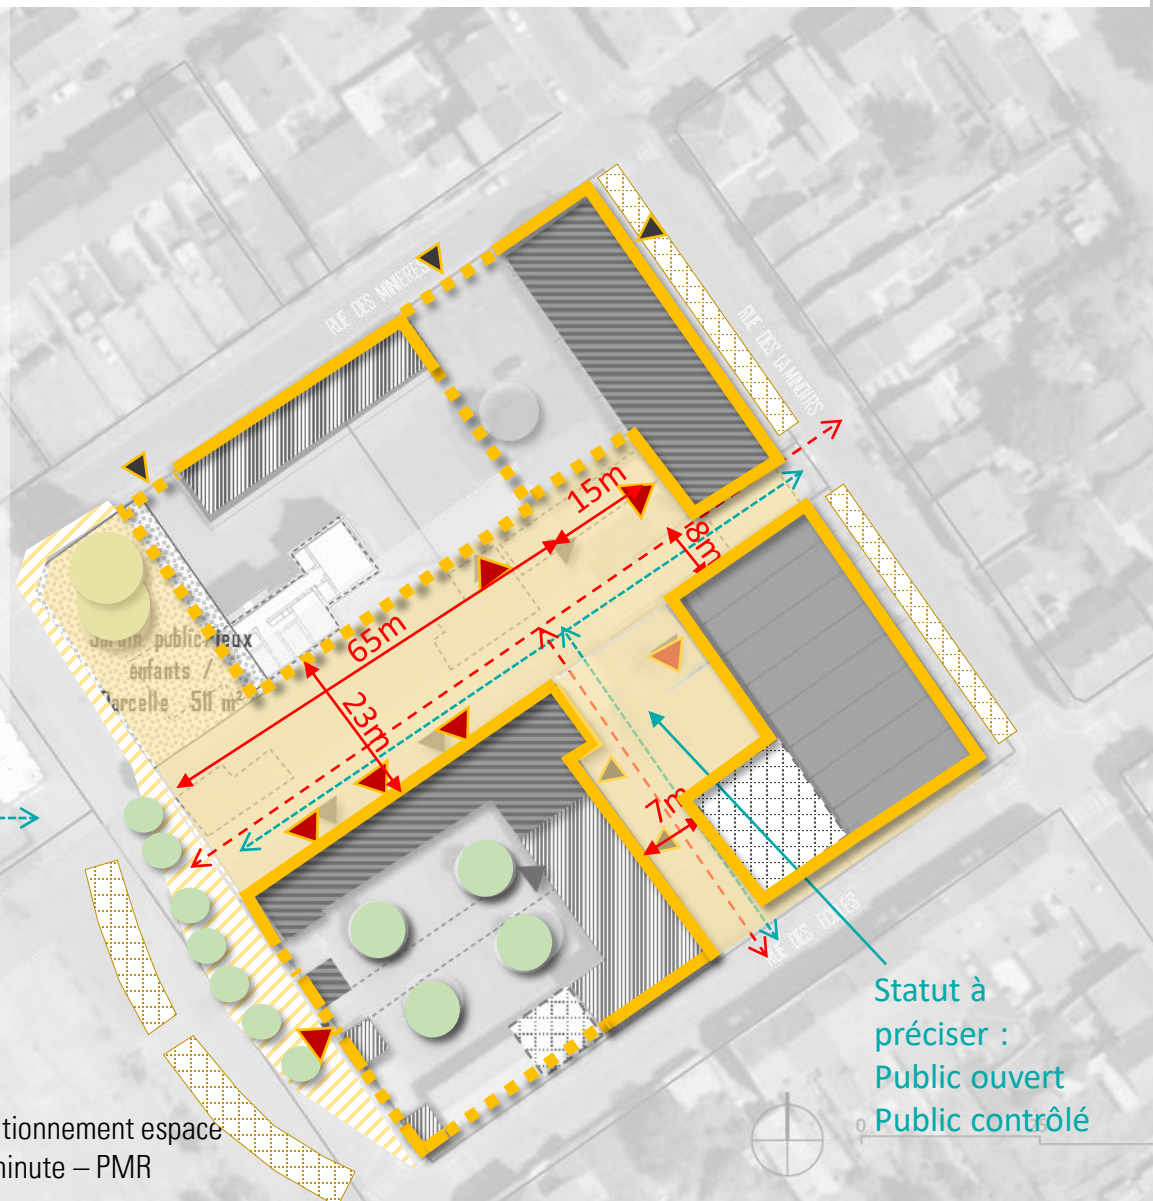 RUE DES MINIERES
RUE DES LAMINOIRS
15m
8m
65m
Jardin public/jeux
enfants /
Parcelle 511 m²
23m
7m
RUE DES
Statut à
préciser :
Public ouvert
Public contrôlé
0
tionnement espace
minute – PMR